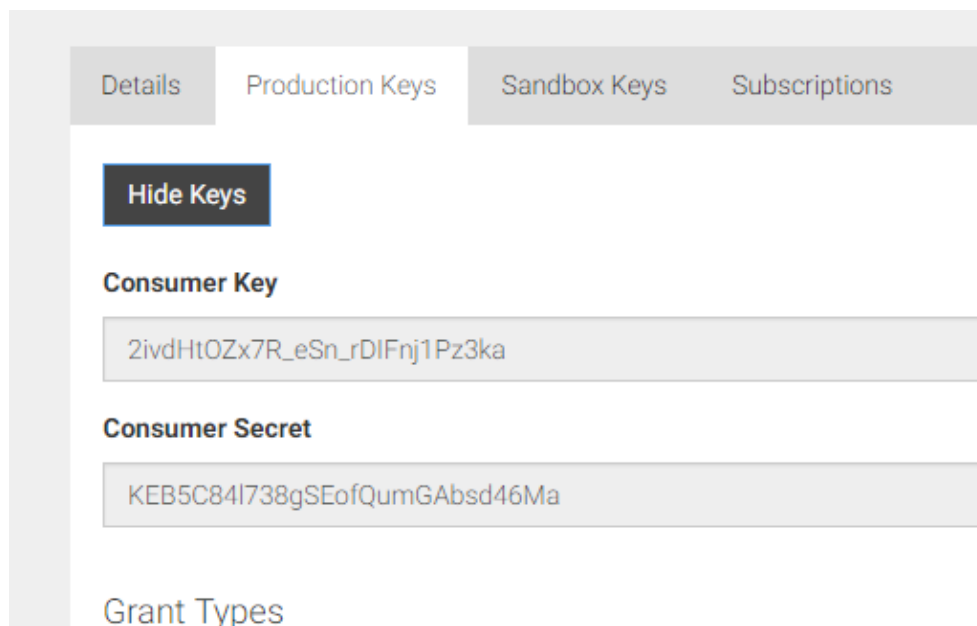 Details Production Keys Sandbox Keys Subscriptions
Hide Keys
Consumer Key
2ivdHtOZx7R_eSn_rDIFnj1Pz3ka
Consumer Secret
KEB5C84l738gSEofQumGAbsd46Ma
Grant Types